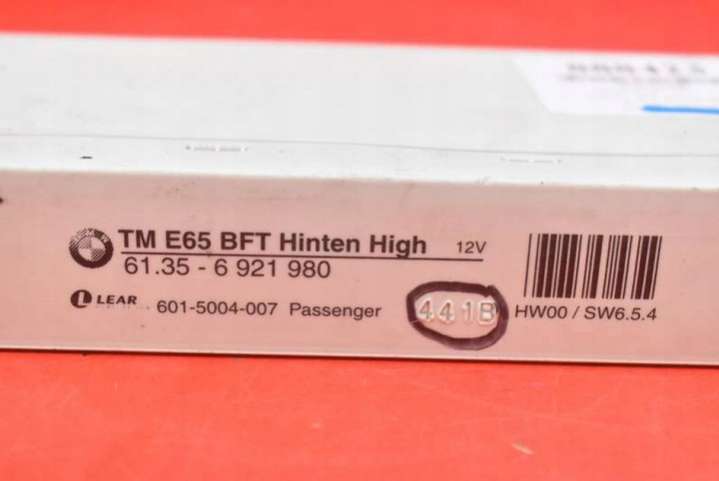 TM E65 BFT Hinten High 12V
61.35 - 6 921 980
LEAR 601-5004-007 Passenger 441B HW00 / SW6.5.4